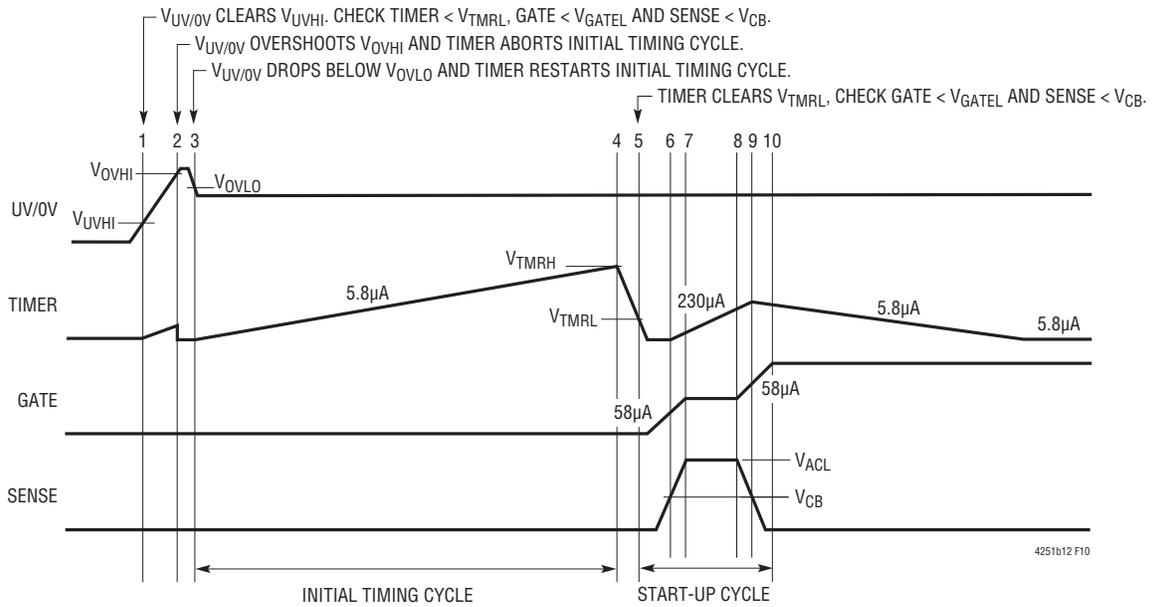 V_UV/0V CLEARS V_UVHI. CHECK TIMER < V_TMRL, GATE < V_GATEL AND SENSE < V_CB.
V_UV/0V OVERSHOOTS V_OVHI AND TIMER ABORTS INITIAL TIMING CYCLE.
V_UV/0V DROPS BELOW V_OVLO AND TIMER RESTARTS INITIAL TIMING CYCLE.
TIMER CLEARS V_TMRL, CHECK GATE < V_GATEL AND SENSE < V_CB.
1 2 3 4 5 6 7 8 9 10
V_OVHI
V_OVLO
UV/0V
V_UVHI
V_TMRH
5.8µA
230µA
5.8µA
TIMER
V_TMRL
5.8µA
GATE
58µA
58µA
V_ACL
SENSE
V_CB
4251b12 F10
INITIAL TIMING CYCLE
START-UP CYCLE